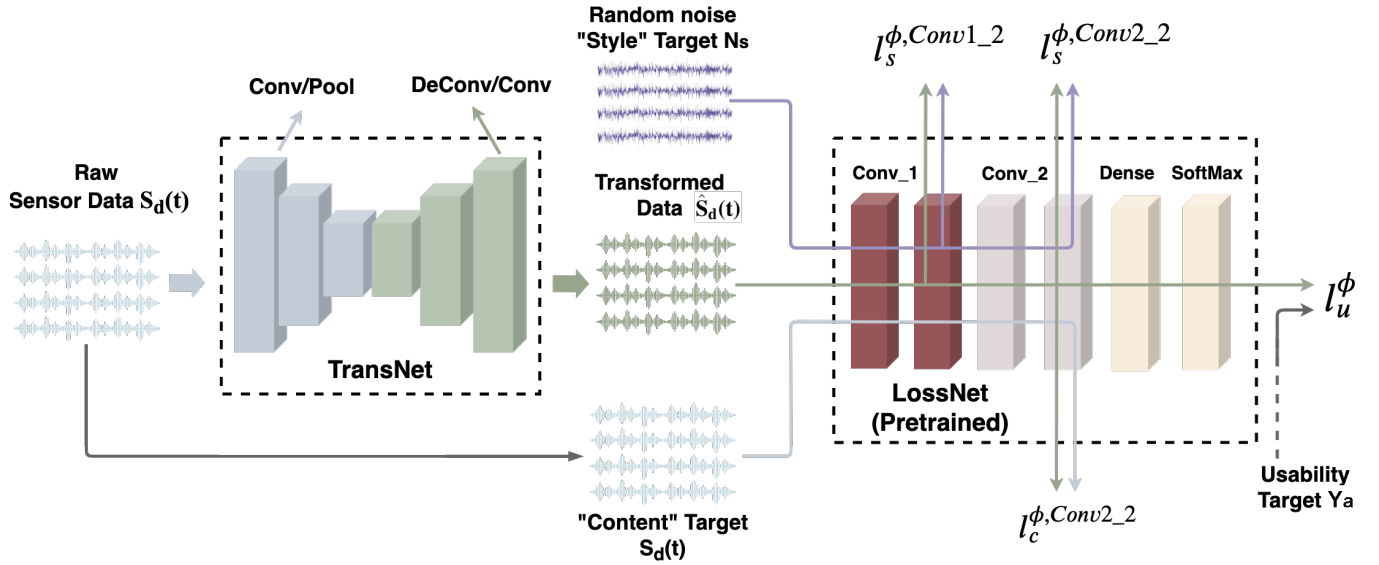 Random noise
"Style" Target Ns
Conv/Pool
DeConv/Conv
Raw
Sensor Data S_d(t)
TransNet
Transformed
Data Ŝ_d(t)
"Content" Target
S_d(t)
l_s^{ϕ,Conv1_2}
l_s^{ϕ,Conv2_2}
Conv_1
Conv_2
Dense
SoftMax
LossNet
(Pretrained)
l_u^ϕ
Usability
Target Ya
l_c^{ϕ,Conv2_2}